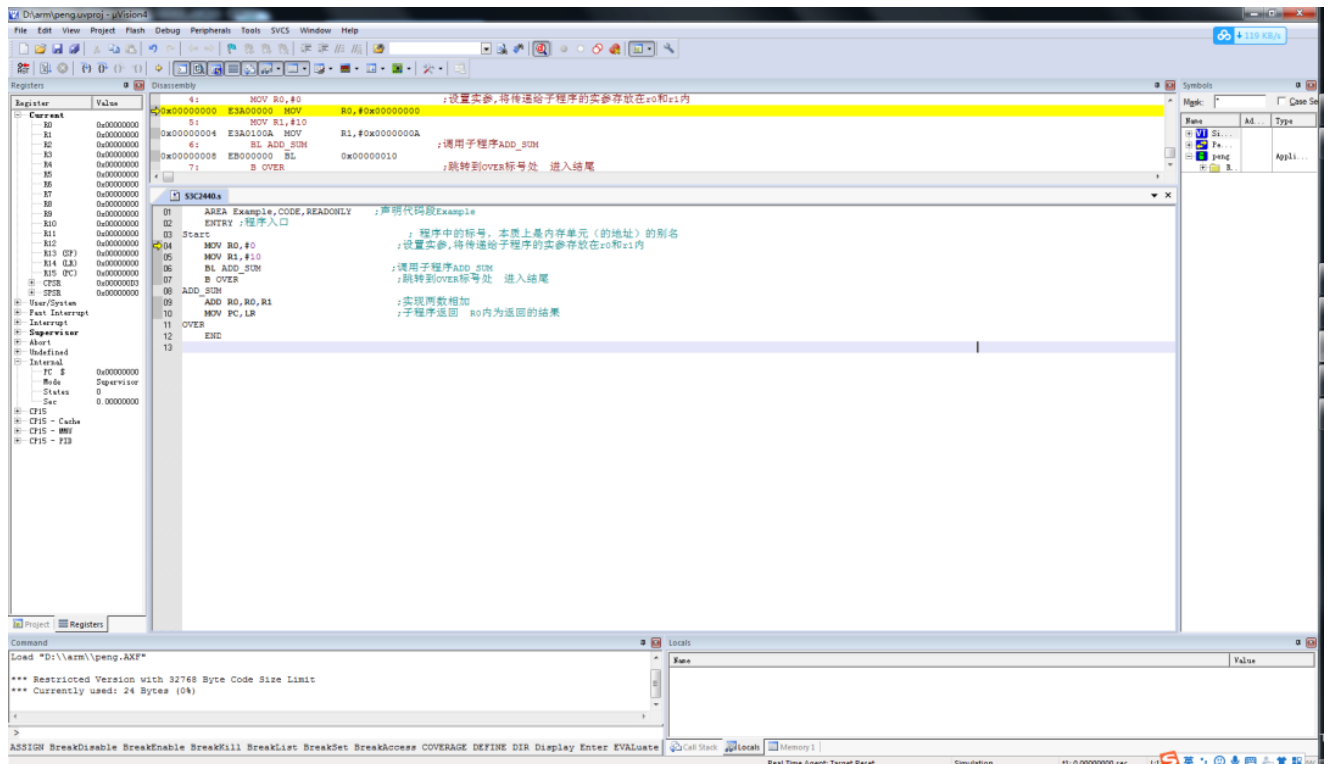 D:\arm\peng.uvproj - µVision4
File Edit View Project Flash Debug Peripherals Tools SVCS Window Help
119 KB/s
Registers
Disassembly
Symbols
Register Value
Current
R0 0x00000000
R1 0x00000000
R2 0x00000000
R3 0x00000000
R4 0x00000000
R5 0x00000000
R6 0x00000000
R7 0x00000000
R8 0x00000000
R9 0x00000000
R10 0x00000000
R11 0x00000000
R12 0x00000000
R13 (SP) 0x00000000
R14 (LR) 0x00000000
R15 (PC) 0x00000000
CPSR 0x000000D3
SPSR 0x00000000
User/System
Fast Interrupt
Interrupt
Supervisor
Abort
Undefined
Internal
PC $ 0x00000000
Mode Supervisor
States 0
Sec 0.00000000
CP15
CP15 - Cache
CP15 - MMU
CP15 - PID
Project Registers
4: MOV R0,#0 ;设置实参,将传递给子程序的实参存放在r0和r1内
0x00000000 E3A00000 MOV R0,#0x00000000
5: MOV R1,#10
0x00000004 E3A0100A MOV R1,#0x0000000A
6: BL ADD_SUM ;调用子程序ADD_SUM
0x00000008 EB000000 BL 0x00000010
7: B OVER ;跳转到OVER标号处 进入结尾
Mask: * Case Se
Name Ad... Type
Si...
Pe...
peng Appli...
B..
S3C2440.s
01 AREA Example,CODE,READONLY ;声明代码段Example
02 ENTRY ;程序入口
03 Start ; 程序中的标号，本质上是内存单元（的地址）的别名
04 MOV R0,#0 ;设置实参,将传递给子程序的实参存放在r0和r1内
05 MOV R1,#10
06 BL ADD_SUM ;调用子程序ADD_SUM
07 B OVER ;跳转到OVER标号处 进入结尾
08 ADD_SUM
09 ADD R0,R0,R1 ;实现两数相加
10 MOV PC,LR ;子程序返回 R0内为返回的结果
11 OVER
12 END
13
Command
Load "D:\\arm\\peng.AXF"
*** Restricted Version with 32768 Byte Code Size Limit
*** Currently used: 24 Bytes (0%)
>
ASSIGN BreakDisable BreakEnable BreakKill BreakList BreakSet BreakAccess COVERAGE DEFINE DIR Display Enter EVALuate
Locals
Name Value
Call Stack Locals Memory 1
Real Time Agent: Target Reset Simulation t1: 0.00000000 sec
英